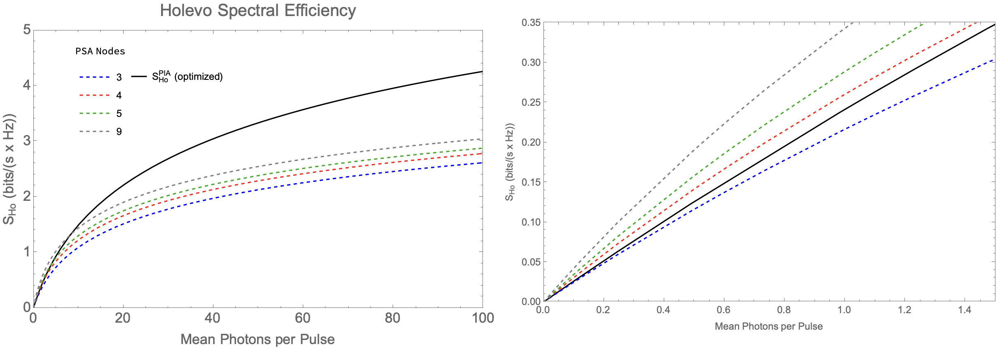 Holevo Spectral Efficiency
S_Ho (bits/(s x Hz))
5
4
3
2
1
0
PSA Nodes
3
4
5
9
S_Ho^PIA (optimized)
0 20 40 60 80 100
Mean Photons per Pulse
S_Ho (bits/(s x Hz))
0.35
0.30
0.25
0.20
0.15
0.10
0.05
0.00
0.0 0.2 0.4 0.6 0.8 1.0 1.2 1.4
Mean Photons per Pulse